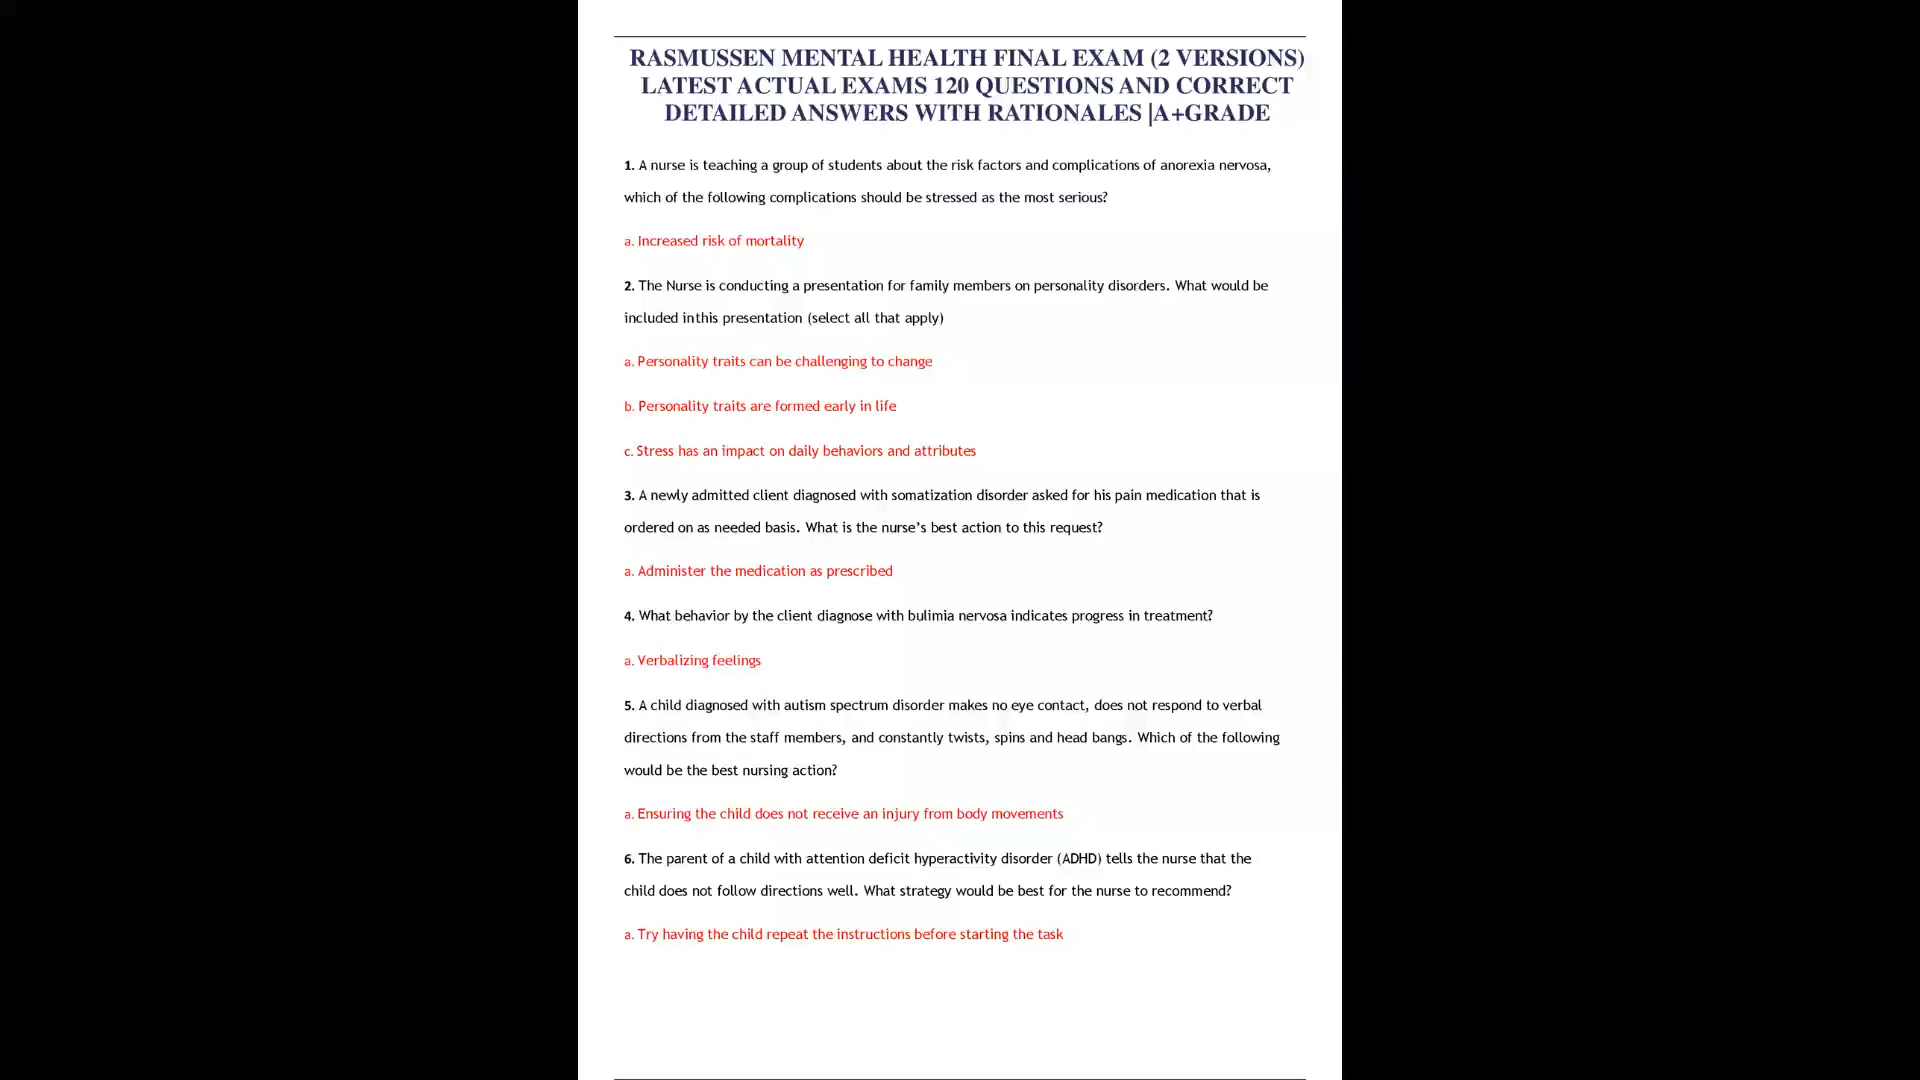 RASMUSSEN MENTAL HEALTH FINAL EXAM (2 VERSIONS)
LATEST ACTUAL EXAMS 120 QUESTIONS AND CORRECT
DETAILED ANSWERS WITH RATIONALES |A+GRADE
1. A nurse is teaching a group of students about the risk factors and complications of anorexia nervosa,
which of the following complications should be stressed as the most serious?
a. Increased risk of mortality
2. The Nurse is conducting a presentation for family members on personality disorders. What would be
included inthis presentation (select all that apply)
a. Personality traits can be challenging to change
b. Personality traits are formed early in life
c. Stress has an impact on daily behaviors and attributes
3. A newly admitted client diagnosed with somatization disorder asked for his pain medication that is
ordered on as needed basis. What is the nurse’s best action to this request?
a. Administer the medication as prescribed
4. What behavior by the client diagnose with bulimia nervosa indicates progress in treatment?
a. Verbalizing feelings
5. A child diagnosed with autism spectrum disorder makes no eye contact, does not respond to verbal
directions from the staff members, and constantly twists, spins and head bangs. Which of the following
would be the best nursing action?
a. Ensuring the child does not receive an injury from body movements
6. The parent of a child with attention deficit hyperactivity disorder (ADHD) tells the nurse that the
child does not follow directions well. What strategy would be best for the nurse to recommend?
a. Try having the child repeat the instructions before starting the task